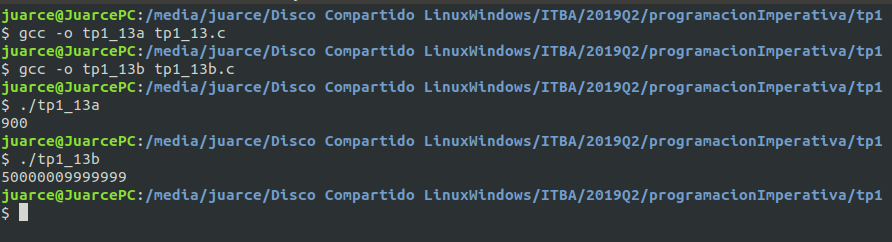 juarce@JuarcePC:/media/juarce/Disco Compartido LinuxWindows/ITBA/2019Q2/programacionImperativa/tp1
$ gcc -o tp1_13a tp1_13.c
juarce@JuarcePC:/media/juarce/Disco Compartido LinuxWindows/ITBA/2019Q2/programacionImperativa/tp1
$ gcc -o tp1_13b tp1_13b.c
juarce@JuarcePC:/media/juarce/Disco Compartido LinuxWindows/ITBA/2019Q2/programacionImperativa/tp1
$ ./tp1_13a
900
juarce@JuarcePC:/media/juarce/Disco Compartido LinuxWindows/ITBA/2019Q2/programacionImperativa/tp1
$ ./tp1_13b
50000009999999
juarce@JuarcePC:/media/juarce/Disco Compartido LinuxWindows/ITBA/2019Q2/programacionImperativa/tp1
$